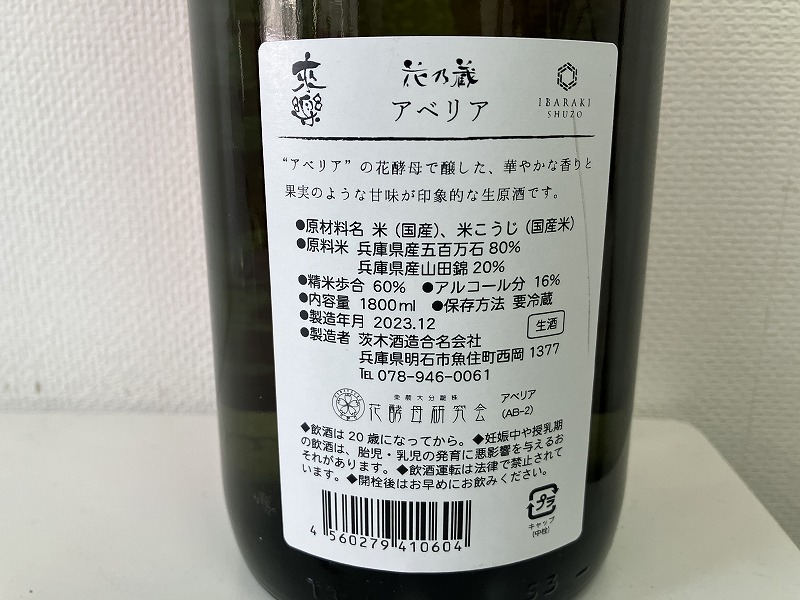 來樂
花乃蔵
アベリア
IBARAKI
SHUZO
“アベリア”の花酵母で醸した、華やかな香りと
果実のような甘味が印象的な生原酒です。
●原材料名 米（国産）、米こうじ（国産米）
●原料米 兵庫県産五百万石 80%
兵庫県産山田錦 20%
●精米歩合 60% ●アルコール分 16%
●内容量 1800ml ●保存方法 要冷蔵
●製造年月 2023.12
生酒
●製造者 茨木酒造合名会社
兵庫県明石市魚住町西岡 1377
℡ 078-946-0061
東農大分離株
花酵母研究会
アベリア
(AB-2)
◆飲酒は20歳になってから。◆妊娠中や授乳期
の飲酒は、胎児・乳児の発育に悪影響を与えるお
それがあります。◆飲酒運転は法律で禁止されて
います。◆開栓後はお早めにお飲みください。
4 560279 410604
プラ
キャップ
(中栓)